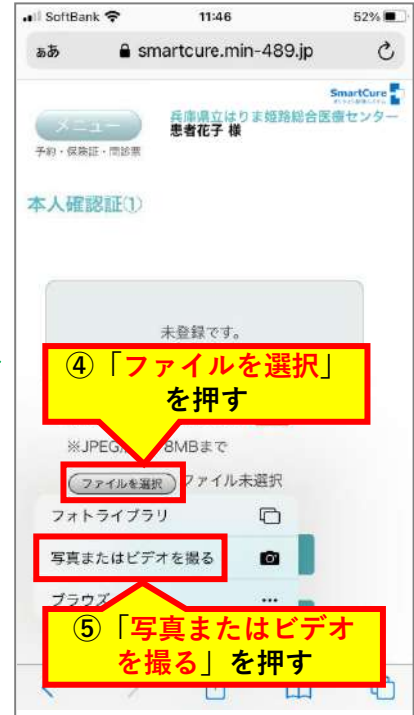 SoftBank 11:46 52%
ぁあ smartcure.min-489.jp
SmartCure
メニュー
兵庫県立はりま姫路総合医療センター
患者花子 様
予約・保険証・問診票
本人確認証(1)
未登録です。
④「ファイルを選択」
を押す
※JPEG 8MBまで
ファイルを選択 ファイル未選択
フォトライブラリ
写真またはビデオを撮る
ブラウズ
⑤「写真またはビデオ
を撮る」を押す